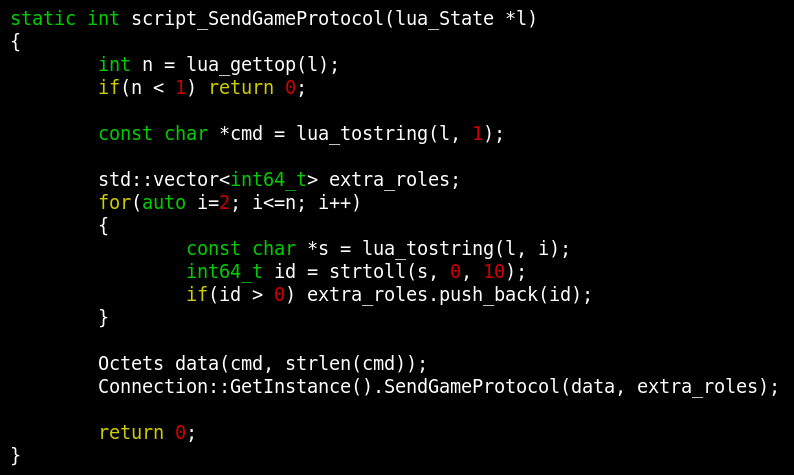 static int script_SendGameProtocol(lua_State *l)
{
        int n = lua_gettop(l);
        if(n < 1) return 0;

        const char *cmd = lua_tostring(l, 1);

        std::vector<int64_t> extra_roles;
        for(auto i=2; i<=n; i++)
        {
                const char *s = lua_tostring(l, i);
                int64_t id = strtoll(s, 0, 10);
                if(id > 0) extra_roles.push_back(id);
        }

        Octets data(cmd, strlen(cmd));
        Connection::GetInstance().SendGameProtocol(data, extra_roles);

        return 0;
}